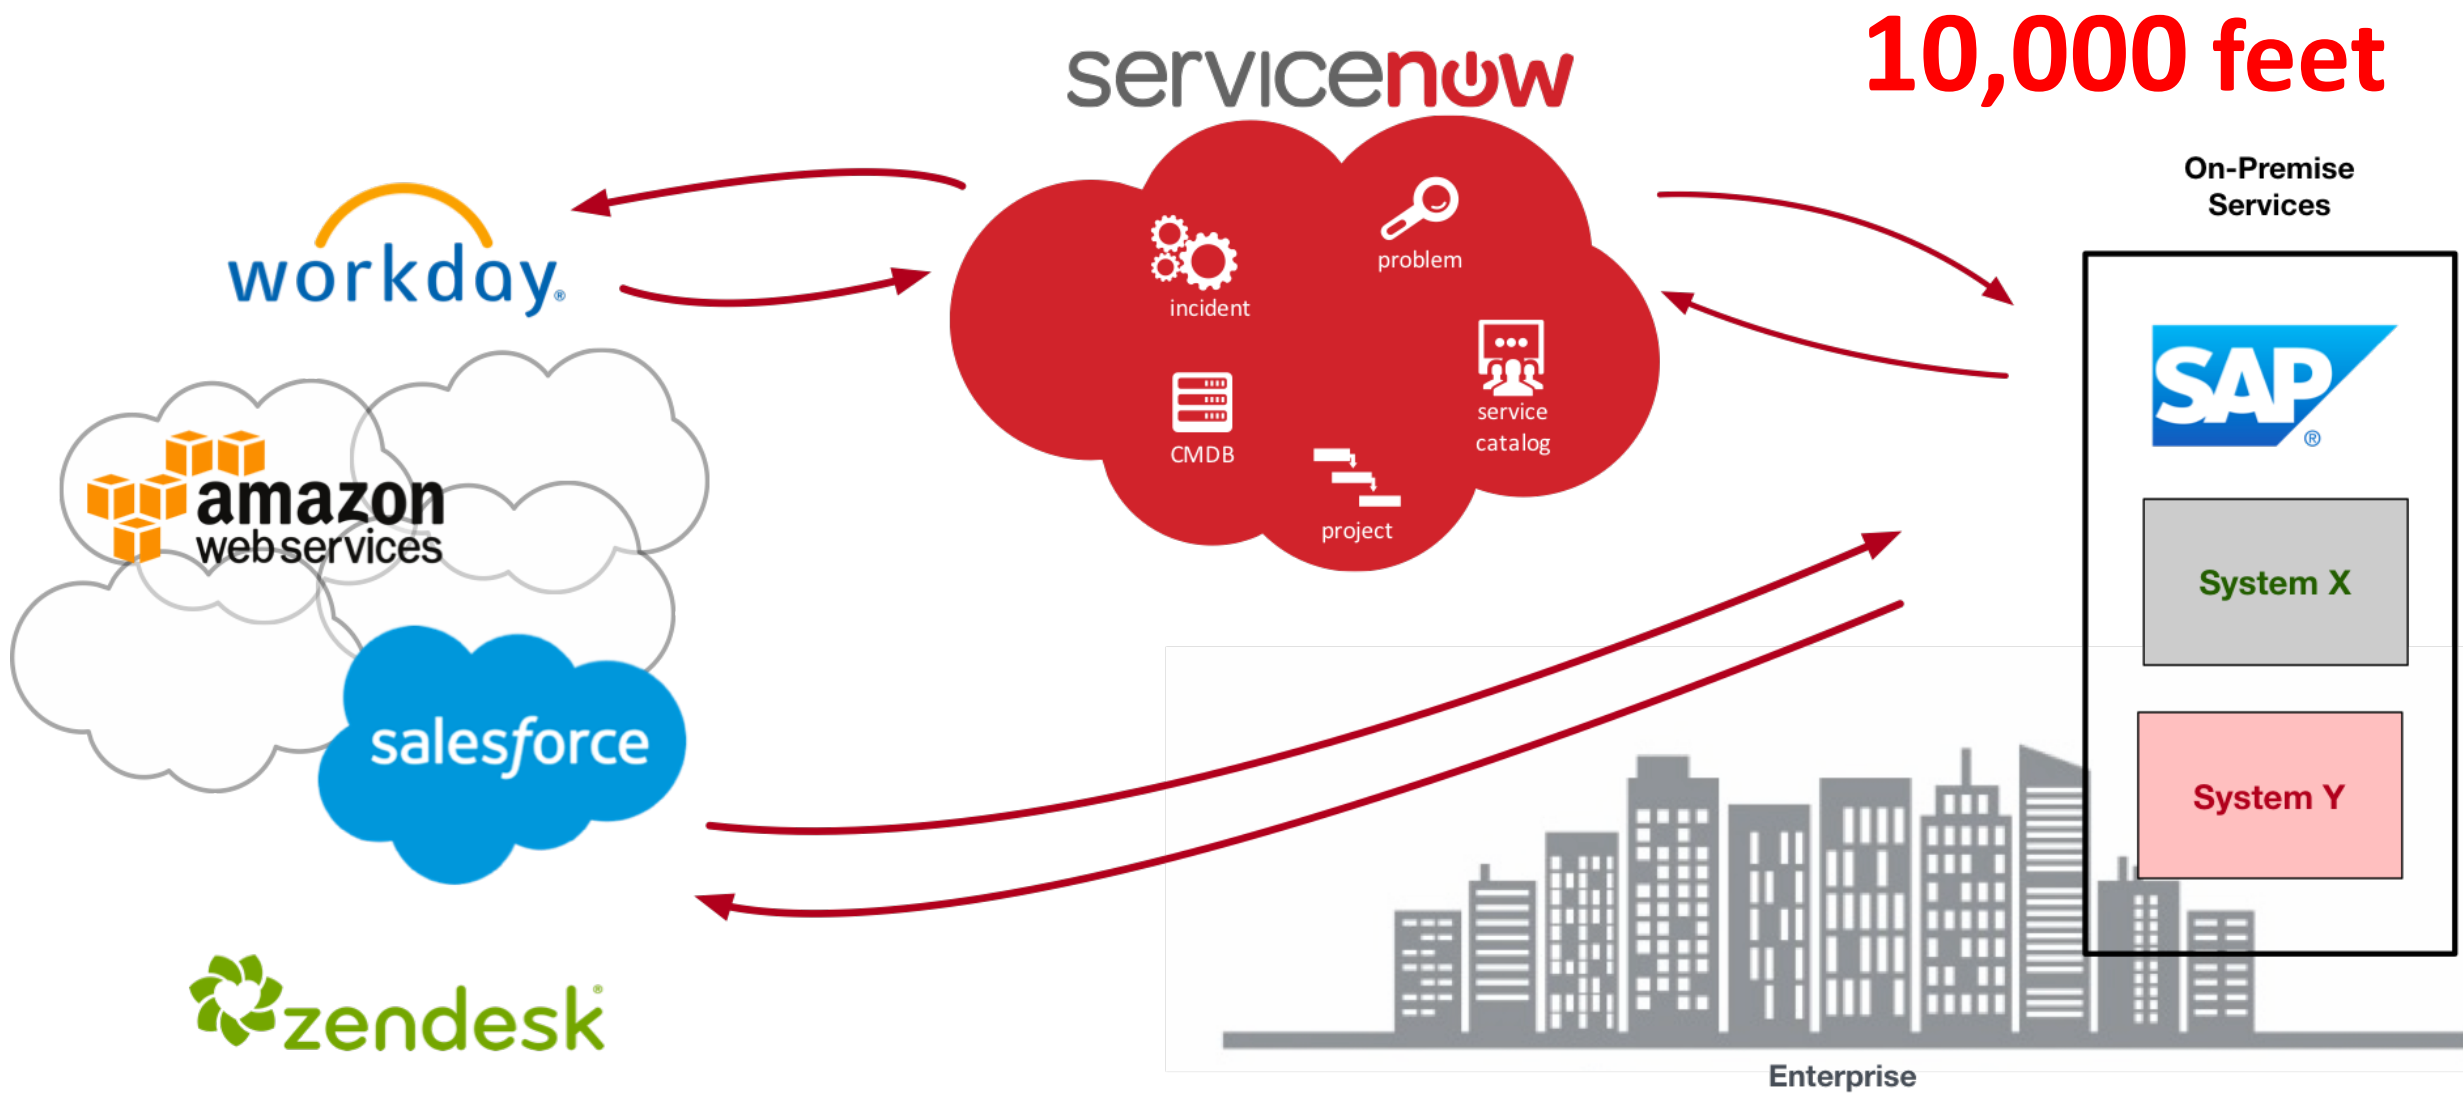 10,000 feet
servicenow
On-Premise
Services
workday®
problem
incident
service
catalog
CMDB
project
SAP
®
amazon
webservices
System X
salesforce
System Y
zendesk®
Enterprise